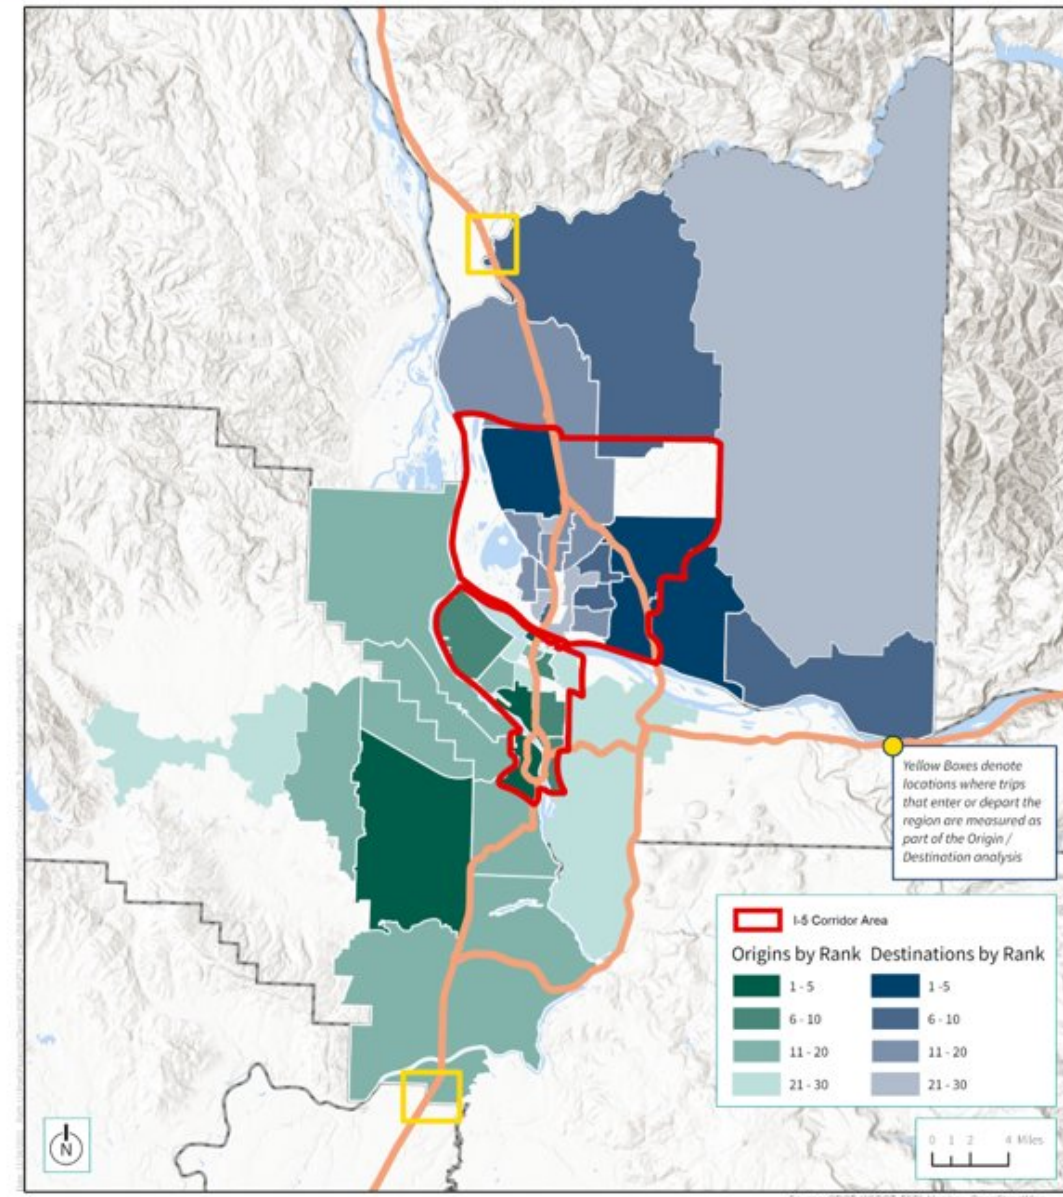 Yellow Boxes denote
locations where trips
that enter or depart the
region are measured as
part of the Origin /
Destination analysis
I-5 Corridor Area
Origins by Rank Destinations by Rank
1 - 5 1 -5
6 - 10 6 - 10
11 - 20 11 - 20
21 - 30 21 - 30
N
0 1 2 4 Miles